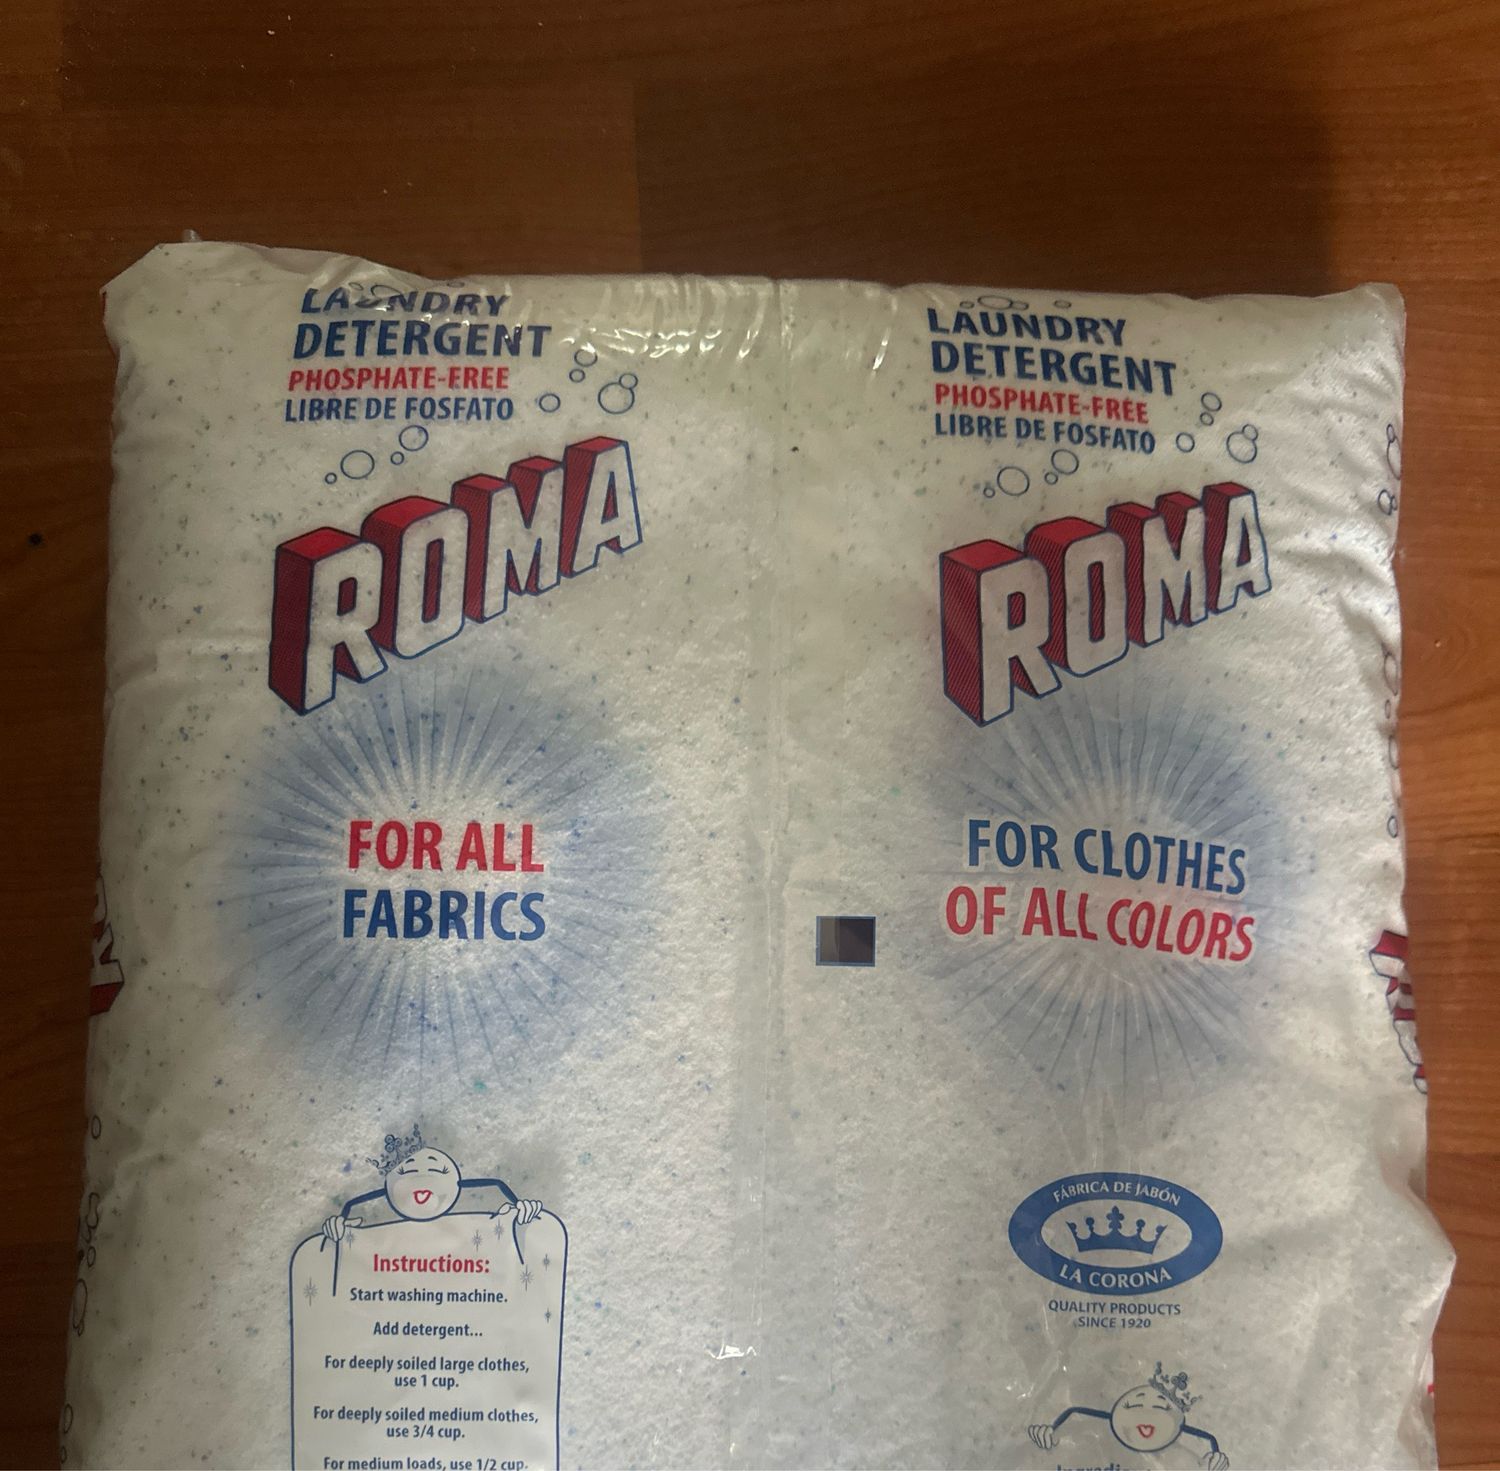 LAUNDRY
DETERGENT
PHOSPHATE-FREE
LIBRE DE FOSFATO
ROMA
FOR ALL
FABRICS
Instructions:
Start washing machine.
Add detergent...
For deeply soiled large clothes,
use 1 cup.
For deeply soiled medium clothes,
use 3/4 cup.
For medium loads, use 1/2 cup.
LAUNDRY
DETERGENT
PHOSPHATE-FREE
LIBRE DE FOSFATO
ROMA
FOR CLOTHES
OF ALL COLORS
FÁBRICA DE JABÓN
LA CORONA
QUALITY PRODUCTS
SINCE 1920